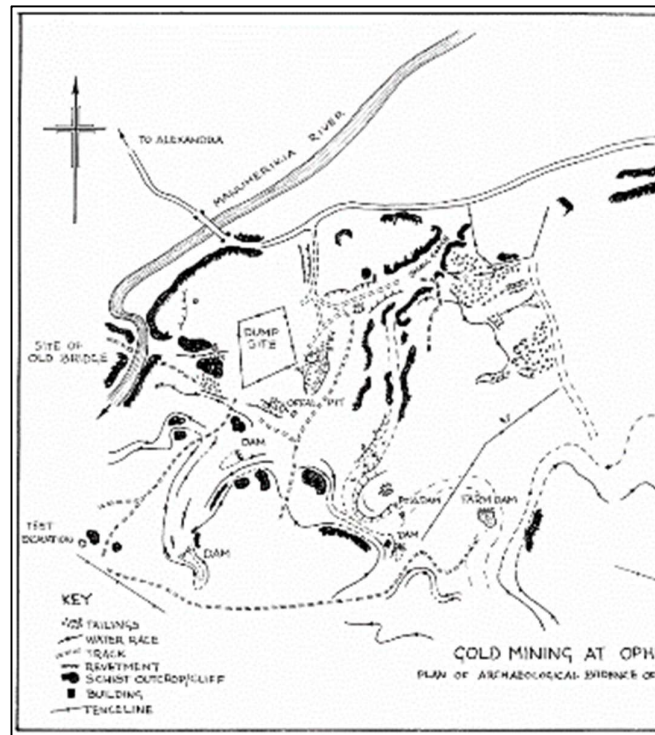 TO ALEXANDRA
MANUHERIKIA RIVER
SITE OF
OLD BRIDGE
DUMP
SITE
OFFAL PIT
DAM
DAM
DAM
FARM DAM
TEST
KEY
TAILINGS
WATER RACE
TRACK
REVETMENT
SCHIST OUTCROP/CLIFF
BUILDING
FENCELINE
GOLD MINING AT OPH
PLAN OF ARCHAEOLOGICAL EVIDENCE OF